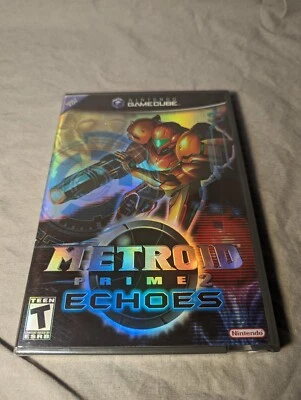 NINTENDO
GAMECUBE
METROID
PRIME 2
ECHOES
TEEN
T
ESRB
Nintendo